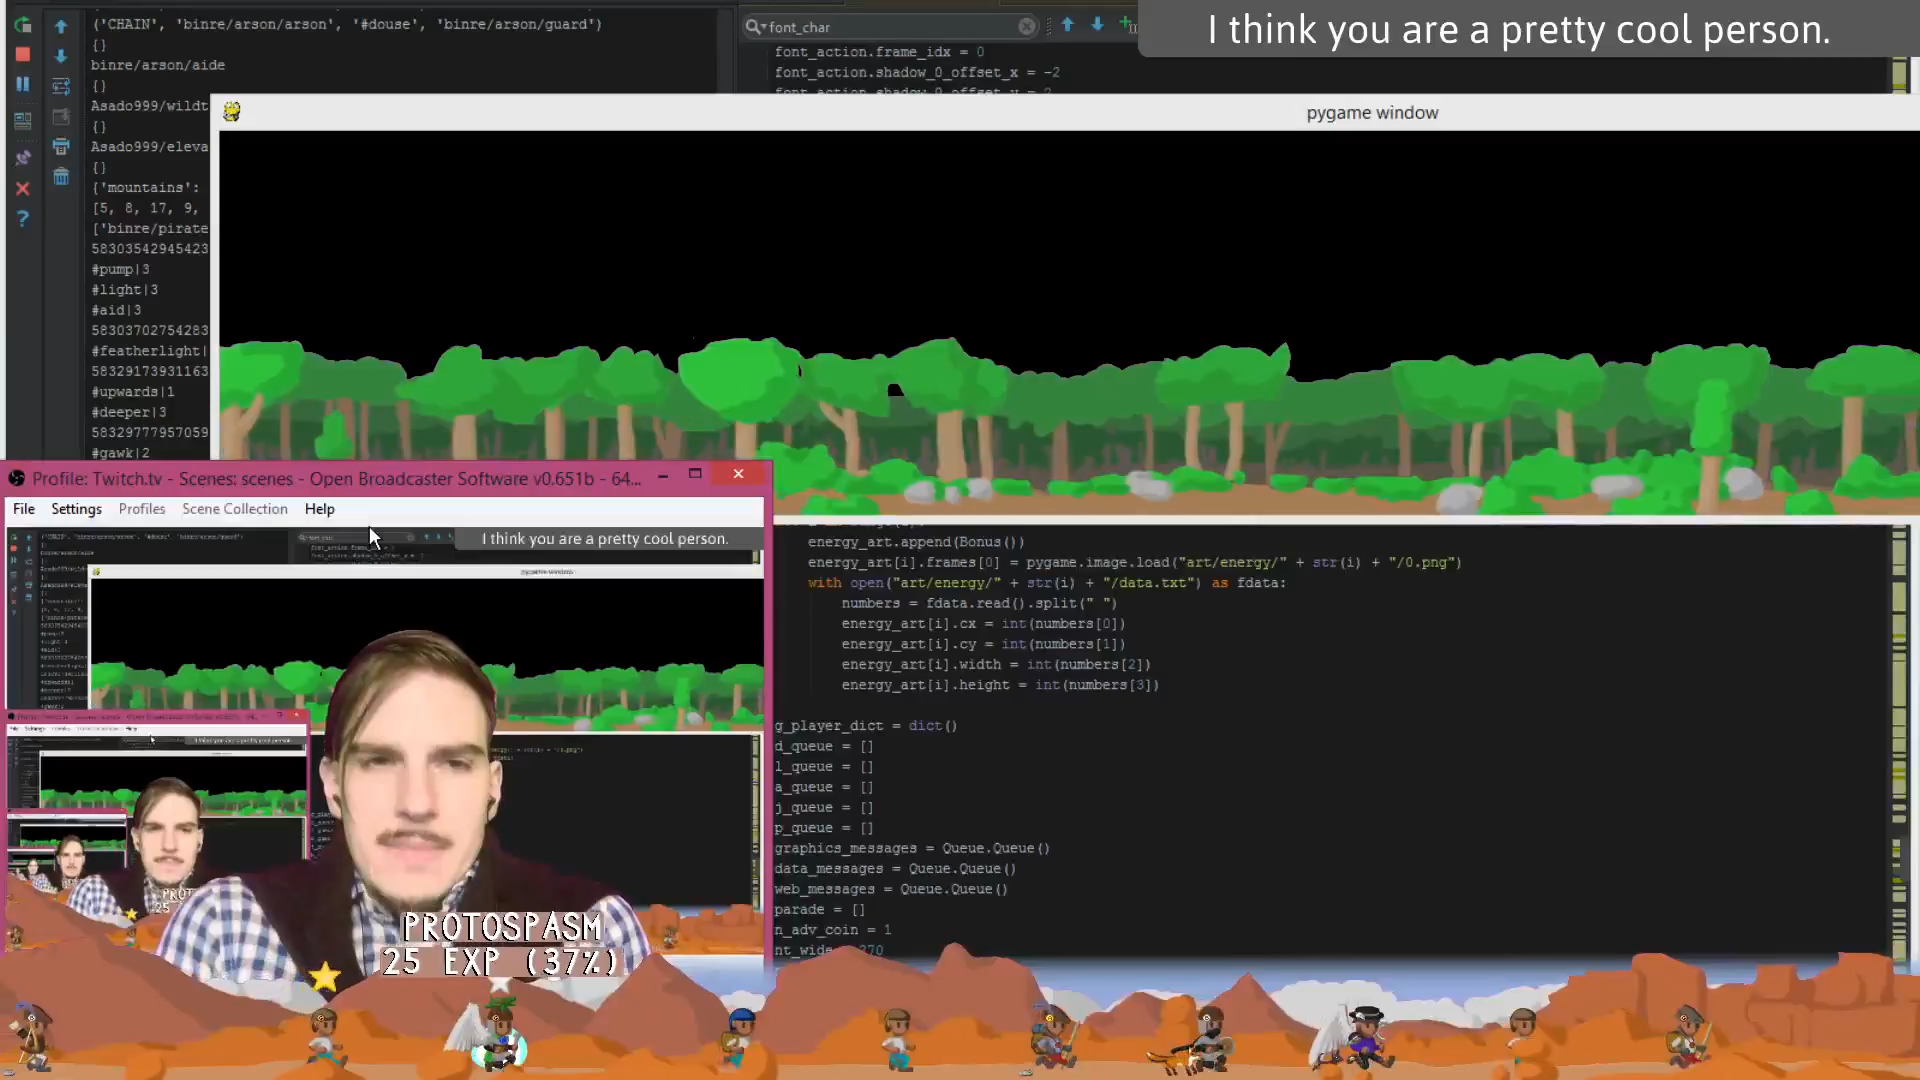 ('CHAIN', 'binre/arson/arson', '#douse', 'binre/arson/guard')
{}
binre/arson/aide
{}
Asado999/wildt
{}
Asado999/eleva
{}
{'mountains':
[5, 8, 17, 9,
['binre/pirate
58303542945423
#pump|3
#light|3
#aid|3
58303702754283
#featherlight|
58329173931163
#upwards|1
#deeper|3
58329777957059
#gawk|2
font_char
font_action.frame_idx = 0
font_action.shadow_0_offset_x = -2
I think you are a pretty cool person.
pygame window
Profile: Twitch.tv - Scenes: scenes - Open Broadcaster Software v0.651b - 64...
File Settings Profiles Scene Collection Help
I think you are a pretty cool person.
pygame window
energy_art.append(Bonus())
energy_art[i].frames[0] = pygame.image.load("art/energy/" + str(i) + "/0.png")
with open("art/energy/" + str(i) + "/data.txt") as fdata:
numbers = fdata.read().split(" ")
energy_art[i].cx = int(numbers[0])
energy_art[i].cy = int(numbers[1])
energy_art[i].width = int(numbers[2])
energy_art[i].height = int(numbers[3])
g_player_dict = dict()
d_queue = []
l_queue = []
a_queue = []
j_queue = []
p_queue = []
graphics_messages = Queue.Queue()
data_messages = Queue.Queue()
web_messages = Queue.Queue()
parade = []
n_adv_coin = 1
PROTOSPASM
25 EXP (37%)